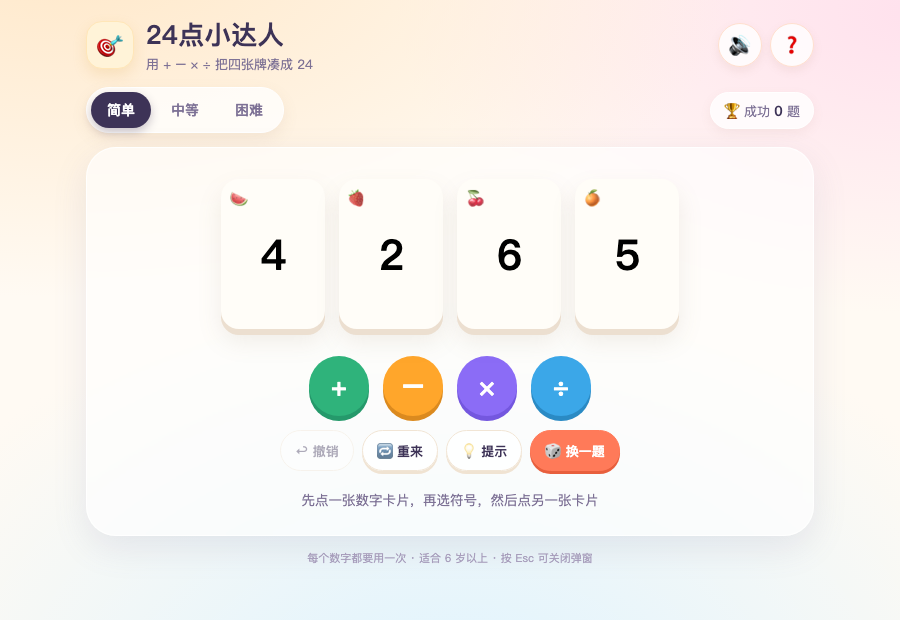 24点小达人
用 + − × ÷ 把四张牌凑成 24
简单
中等
困难
成功 0 题
4
2
6
5
+
−
×
÷
撤销
重来
提示
换一题
先点一张数字卡片，再选符号，然后点另一张卡片
每个数字都要用一次 · 适合 6 岁以上 · 按 Esc 可关闭弹窗